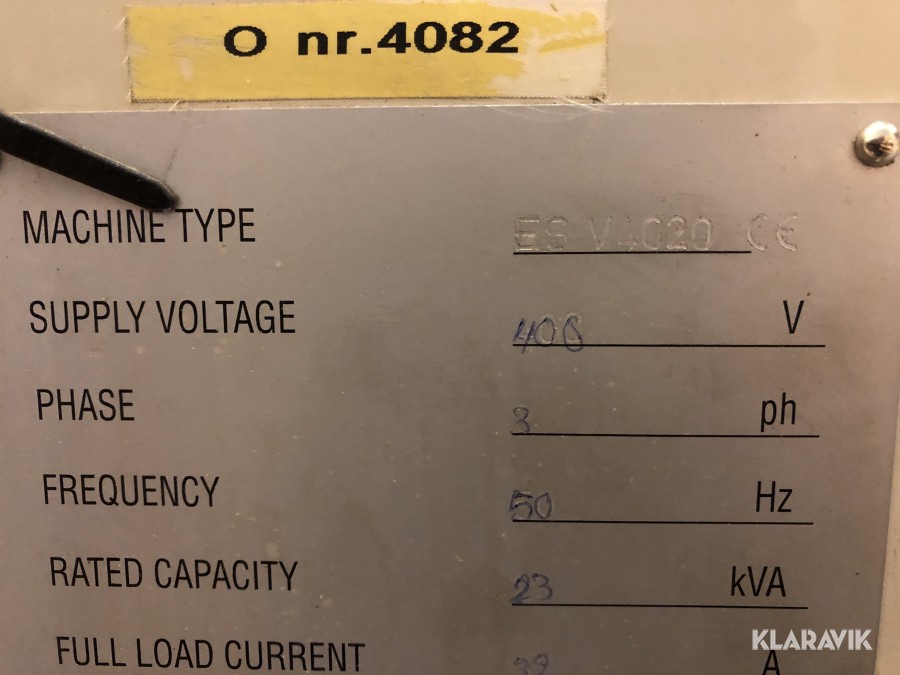 O nr.4082
MACHINE TYPE ES V4020 CE
SUPPLY VOLTAGE 400 V
PHASE 3 ph
FREQUENCY 50 Hz
RATED CAPACITY 23 kVA
FULL LOAD CURRENT A
KLARAVIK